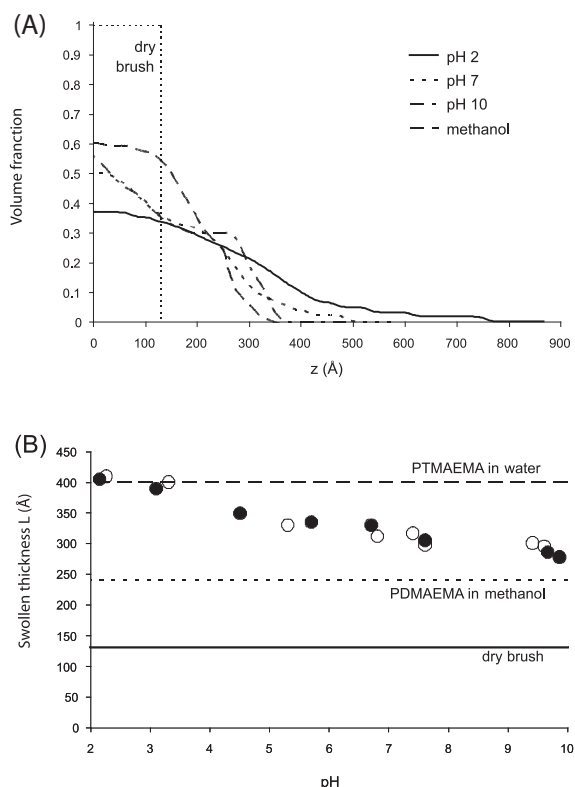 (A)
1
0.9
0.8
0.7
0.6
0.5
0.4
0.3
0.2
0.1
0
Volume franction
dry
brush
pH 2
pH 7
pH 10
methanol
0 100 200 300 400 500 600 700 800 900
z (Å)
(B)
450
400
350
300
250
200
150
100
50
0
Swollen thickness L (Å)
PTMAEMA in water
PDMAEMA in methanol
dry brush
2 3 4 5 6 7 8 9 10
pH